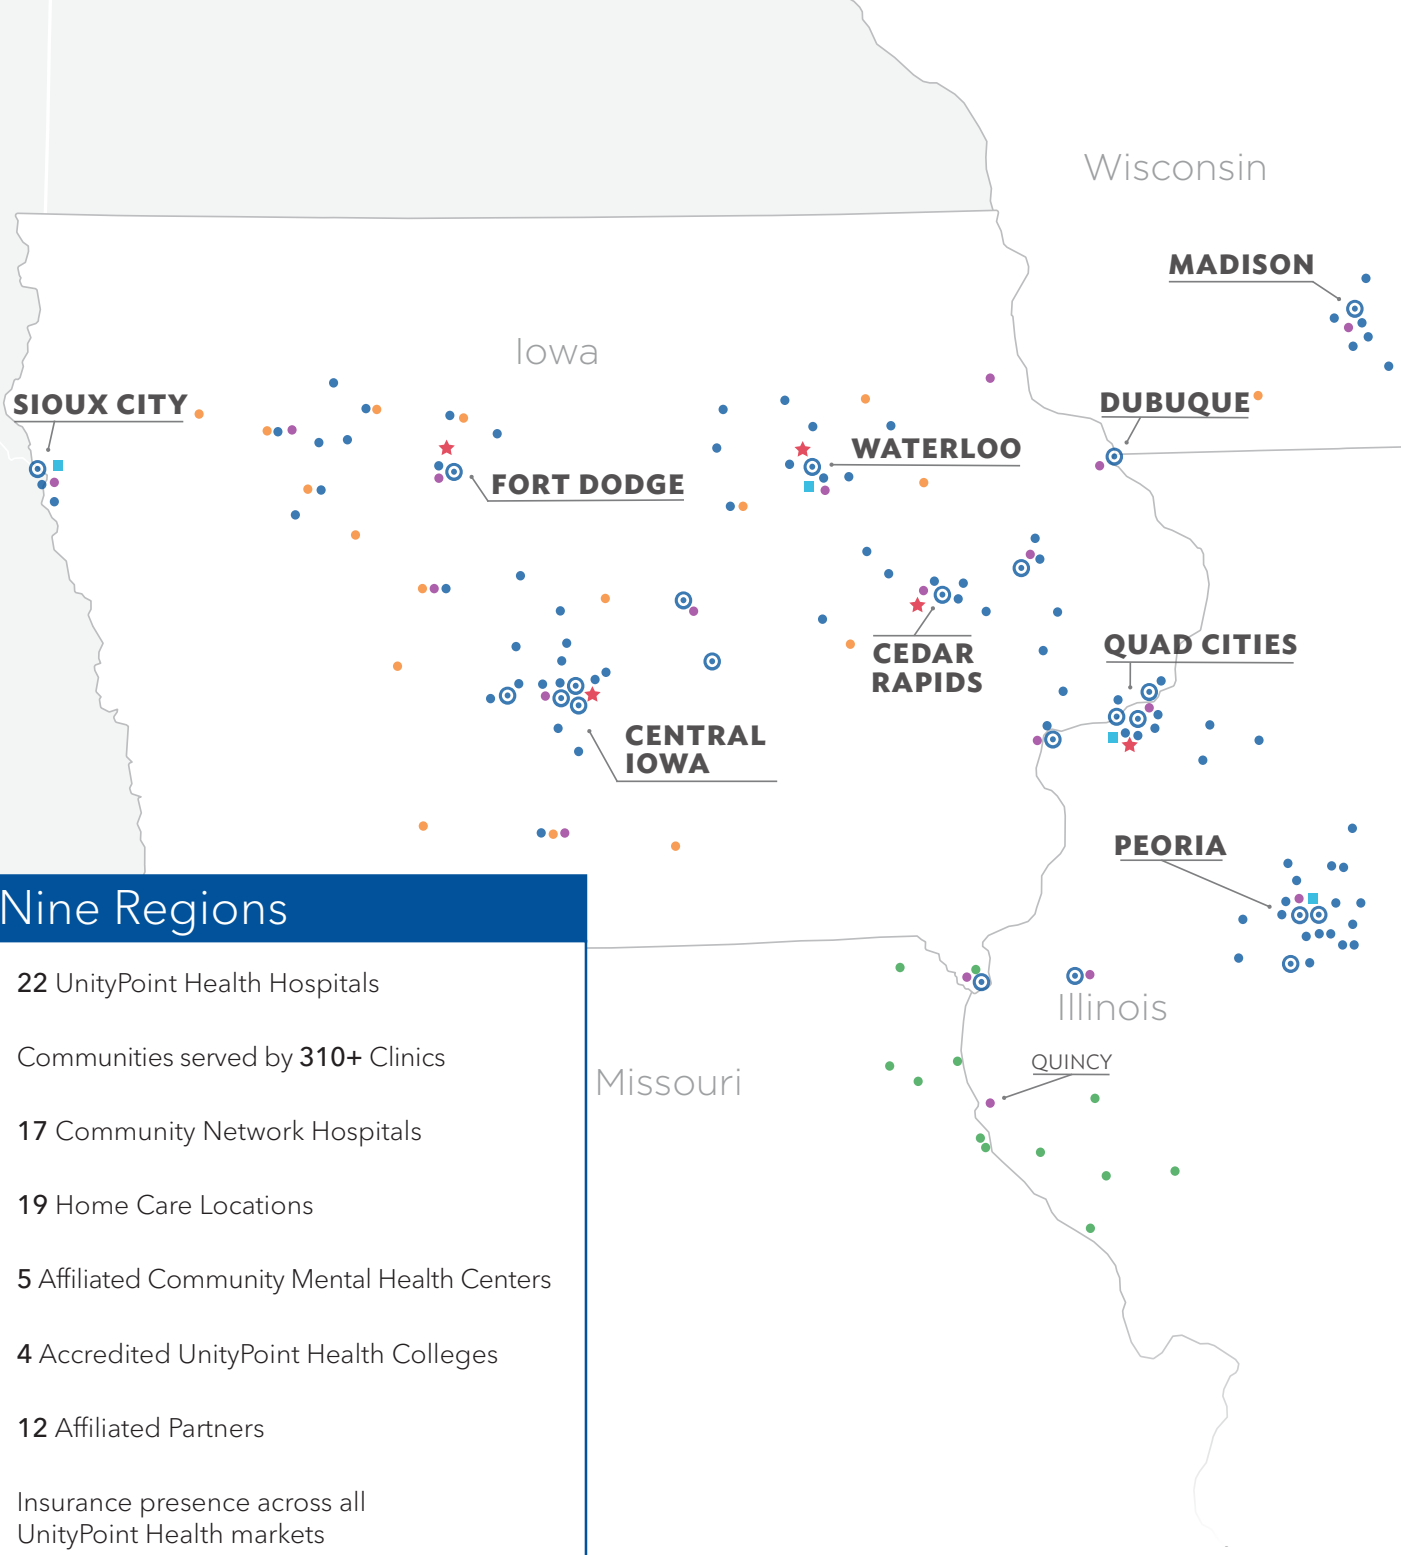 Wisconsin
MADISON
Iowa
SIOUX CITY
DUBUQUE
WATERLOO
FORT DODGE
CEDAR
RAPIDS
QUAD CITIES
CENTRAL
IOWA
PEORIA
Illinois
QUINCY
Missouri
Nine Regions
22 UnityPoint Health Hospitals
Communities served by 310+ Clinics
17 Community Network Hospitals
19 Home Care Locations
5 Affiliated Community Mental Health Centers
4 Accredited UnityPoint Health Colleges
12 Affiliated Partners
Insurance presence across all
UnityPoint Health markets